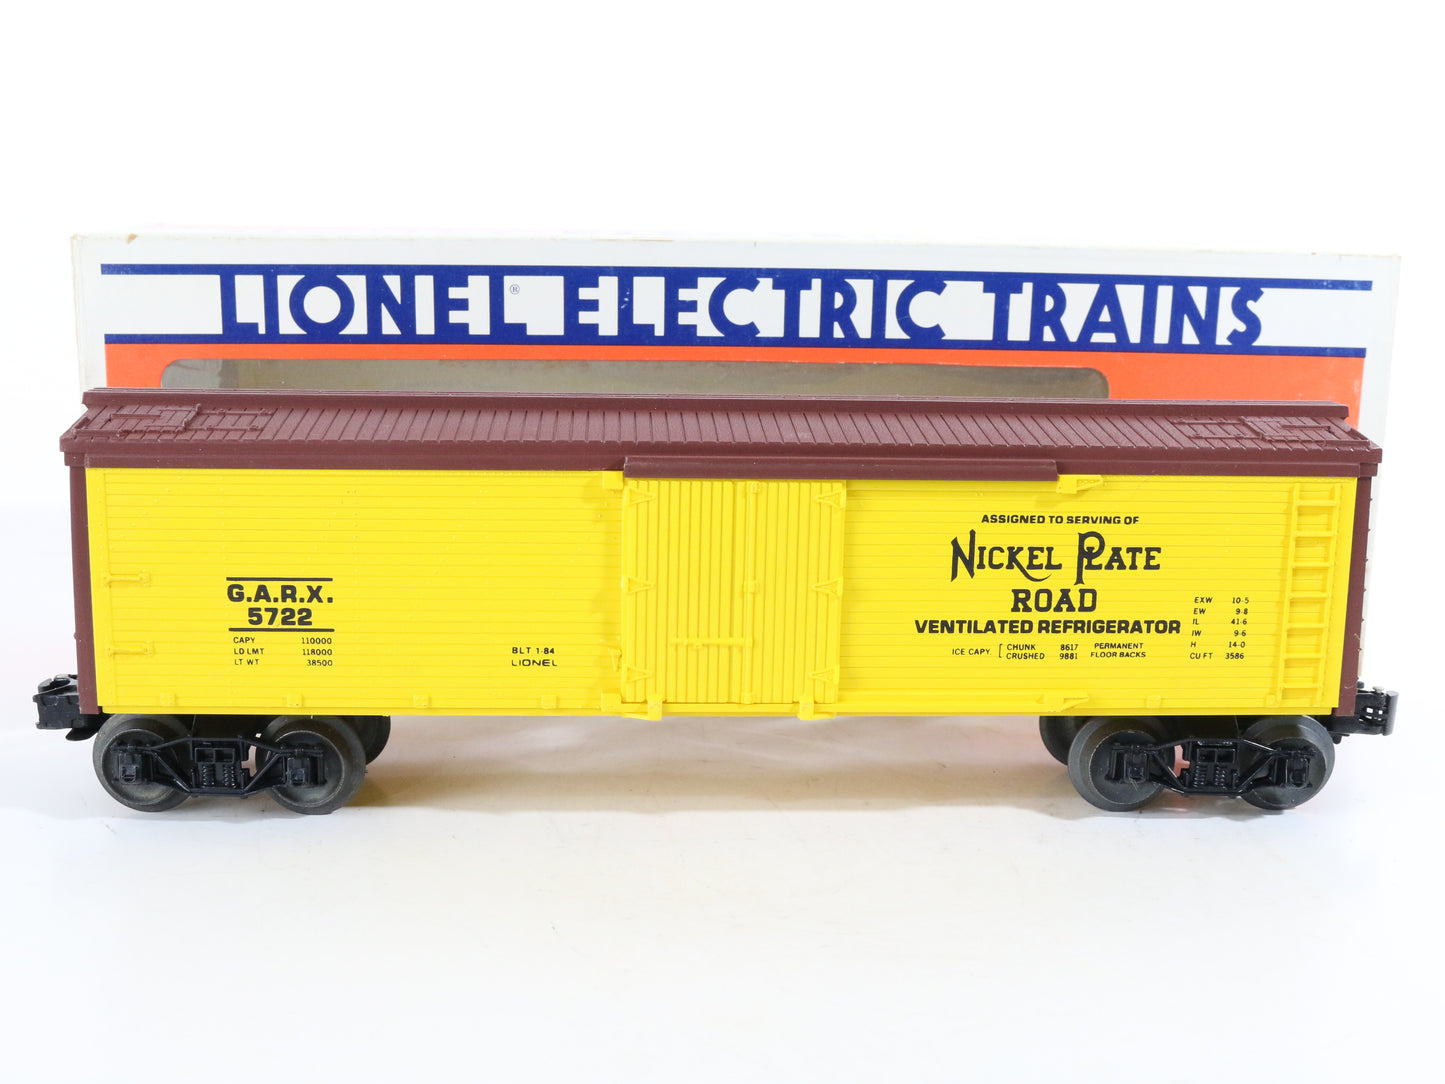 LIONEL® ELECTRIC TRAINS
G.A.R.X.
5722
CAPY 110000
LD LMT 118000
LT WT 38500
BLT 1-84
LIONEL
ASSIGNED TO SERVING OF
NICKEL PLATE
ROAD
VENTILATED REFRIGERATOR
ICE CAPY. [ CHUNK 8617 PERMANENT
CRUSHED 9881 FLOOR BACKS
EXW 10-5
EW 9-8
IL 41-6
IW 9-6
H 14-0
CU FT 3586